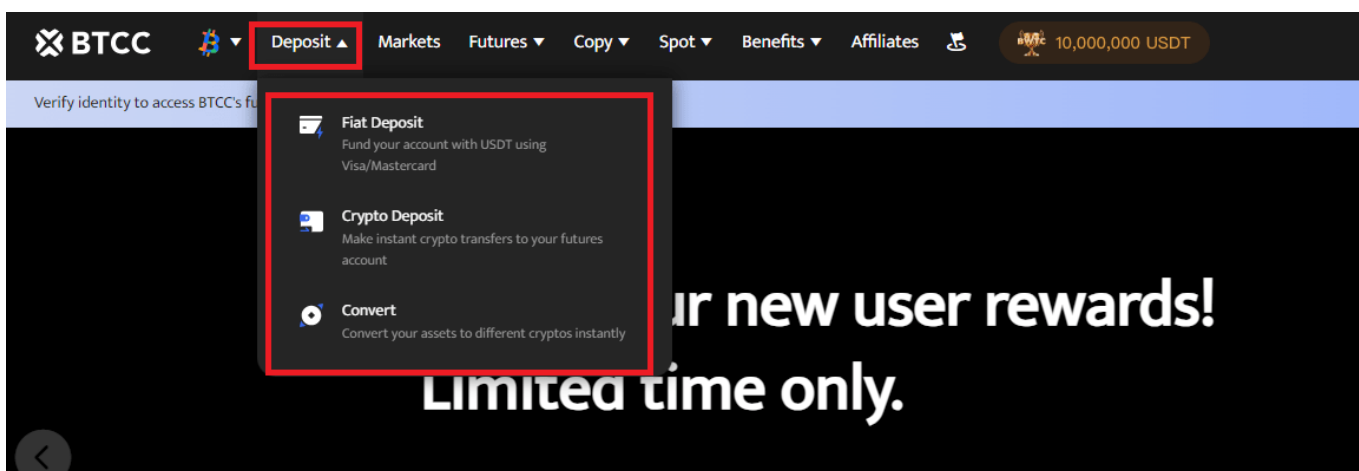 BTCC Deposit Markets Futures Copy Spot Benefits Affiliates 10,000,000 USDT
Verify identity to access BTCC's
Fiat Deposit
Fund your account with USDT using
Visa/Mastercard
Crypto Deposit
Make instant crypto transfers to your futures
account
Convert
Convert your assets to different cryptos instantly
new user rewards!
Limited time only.